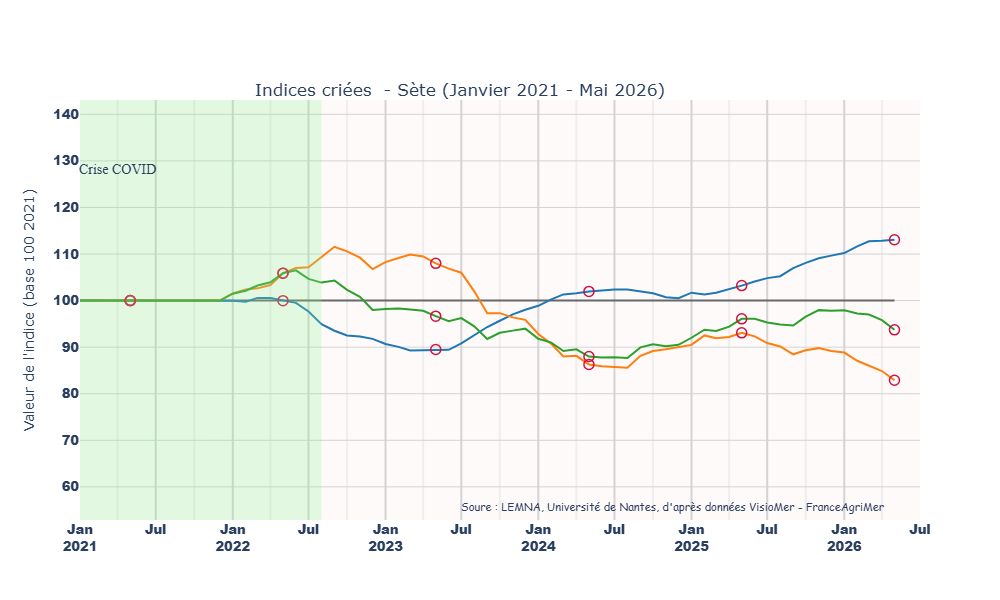 Indices criées  - Sète (Janvier 2021 - Mai 2026)
Valeur de l'indice (base 100 2021)
140
130
120
110
100
90
80
70
60
Crise COVID
Soure : LEMNA, Université de Nantes, d'après données VisioMer - FranceAgriMer
Jan Jul Jan Jul Jan Jul Jan Jul Jan Jul Jan Jul
2021 2022 2023 2024 2025 2026